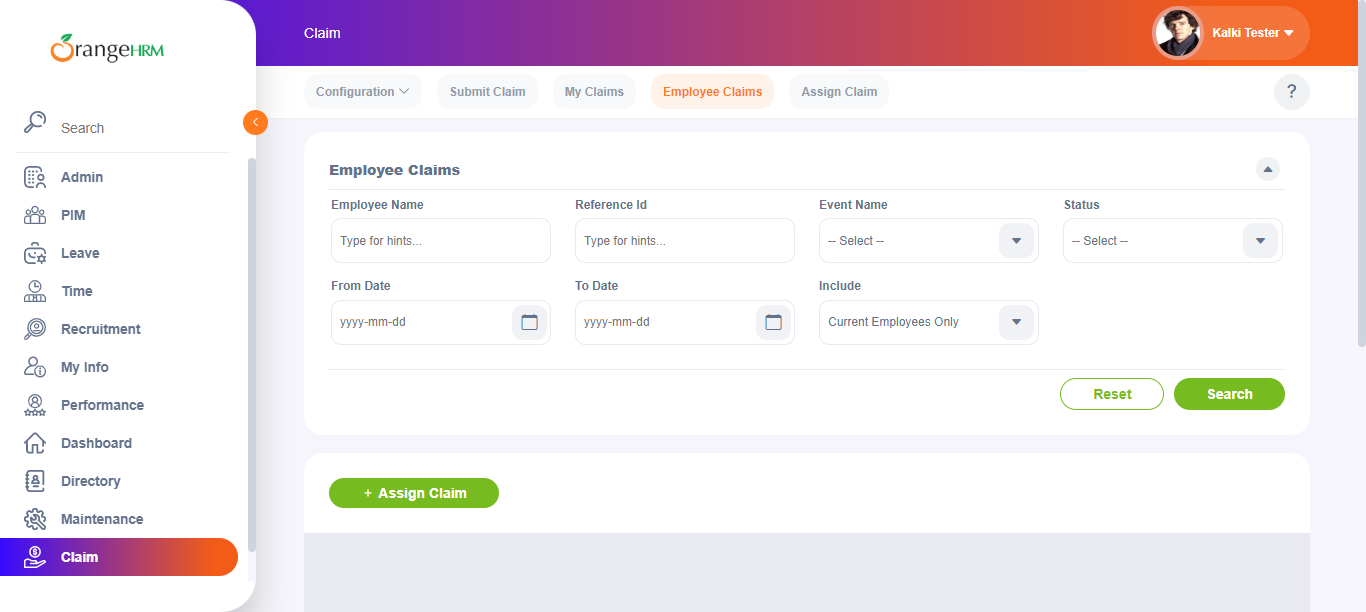 OrangeHRM
Search
Admin
PIM
Leave
Time
Recruitment
My Info
Performance
Dashboard
Directory
Maintenance
Claim
Claim
Kalki Tester
Configuration
Submit Claim
My Claims
Employee Claims
Assign Claim
?
Employee Claims
Employee Name
Reference Id
Event Name
Status
Type for hints...
Type for hints...
-- Select --
-- Select --
From Date
To Date
Include
yyyy-mm-dd
yyyy-mm-dd
Current Employees Only
Reset
Search
+ Assign Claim